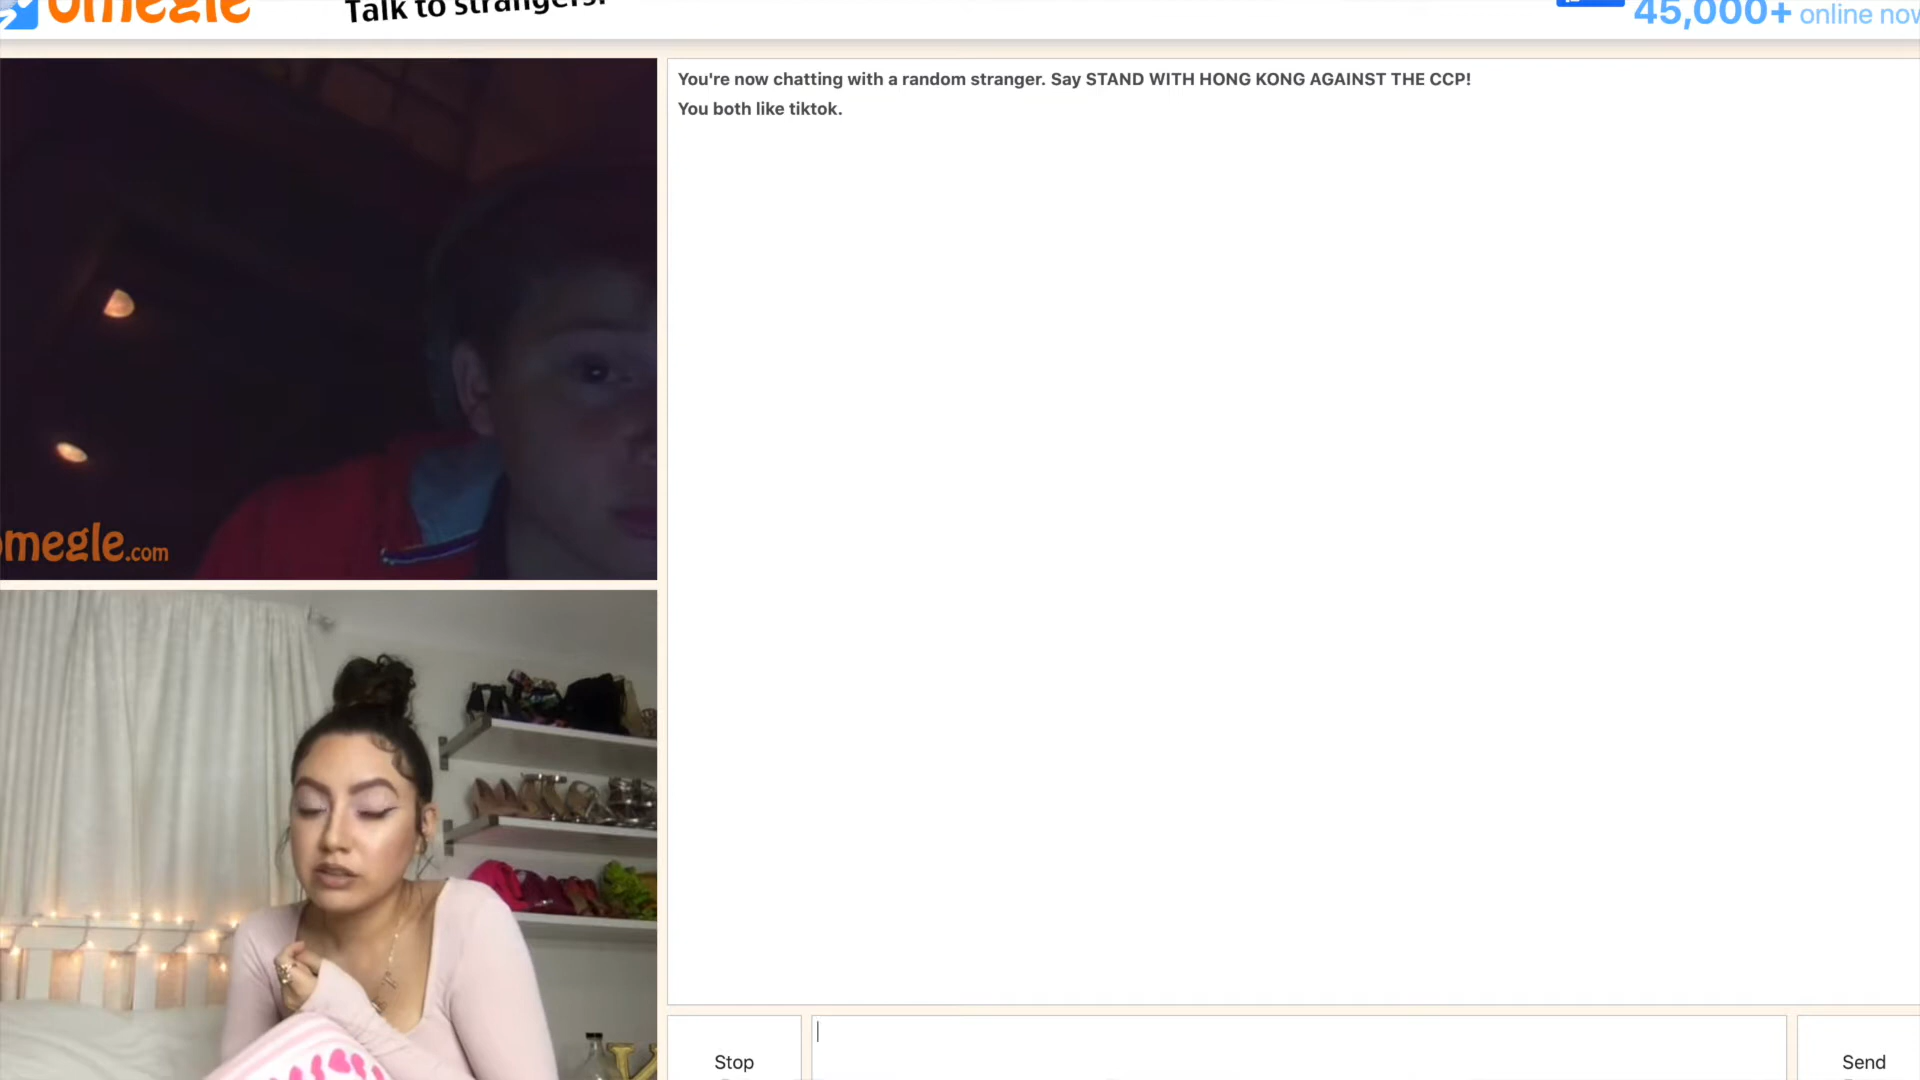 omegle
Talk to strangers!
45,000+ online now
You're now chatting with a random stranger. Say STAND WITH HONG KONG AGAINST THE CCP!
You both like tiktok.
omegle.com
Stop
Send